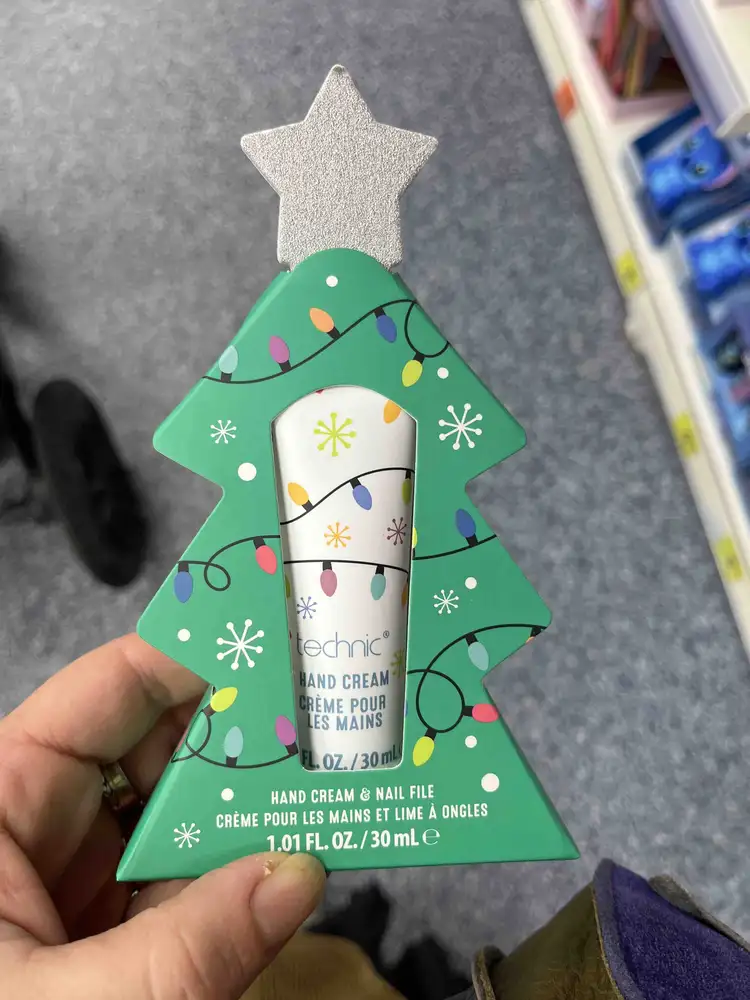 technic®
HAND CREAM
CRÈME POUR
LES MAINS
FL. OZ. / 30 mL
HAND CREAM & NAIL FILE
CRÈME POUR LES MAINS ET LIME À ONGLES
1.01 FL. OZ. / 30 mL ℮